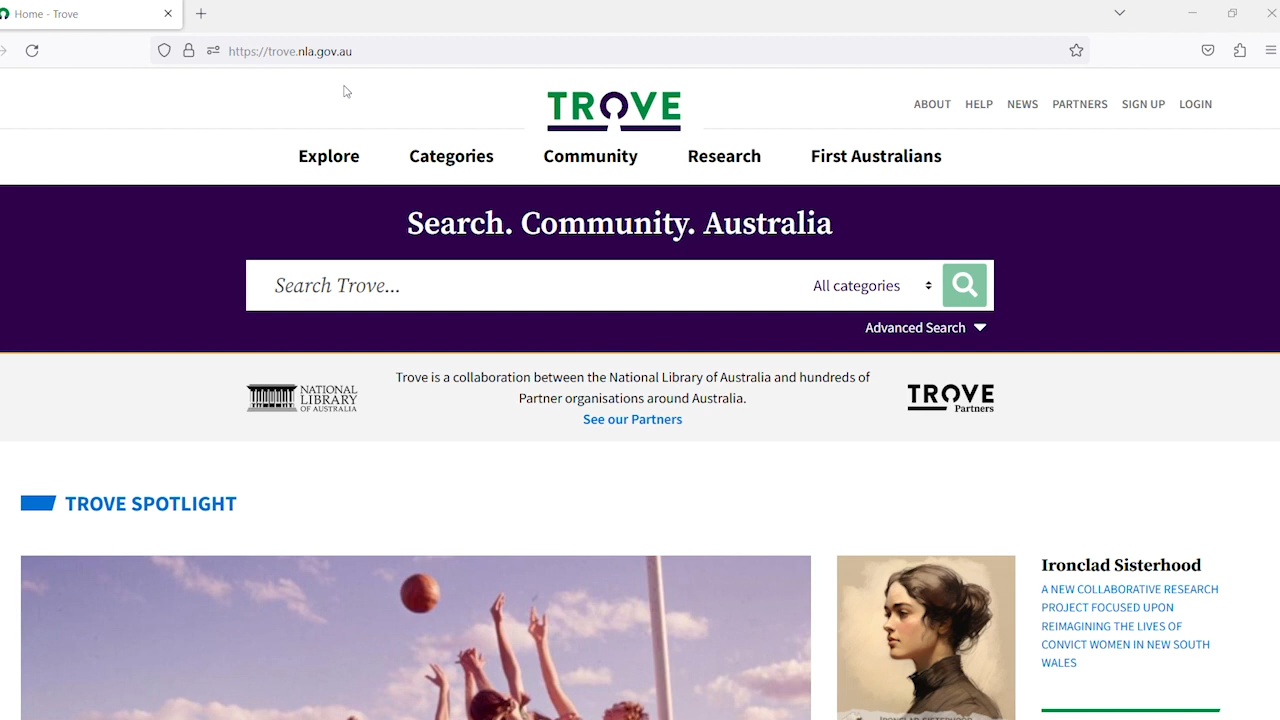 Home - Trove
https://trove.nla.gov.au
TROVE
ABOUT HELP NEWS PARTNERS SIGN UP LOGIN
Explore Categories Community Research First Australians
Search. Community. Australia
Search Trove... All categories
Advanced Search
NATIONAL
LIBRARY
OF AUSTRALIA
Trove is a collaboration between the National Library of Australia and hundreds of
Partner organisations around Australia.
See our Partners
TROVE
Partners
TROVE SPOTLIGHT
Ironclad Sisterhood
A NEW COLLABORATIVE RESEARCH
PROJECT FOCUSED UPON
REIMAGINING THE LIVES OF
CONVICT WOMEN IN NEW SOUTH
WALES
IRONCLAD SISTERHOOD